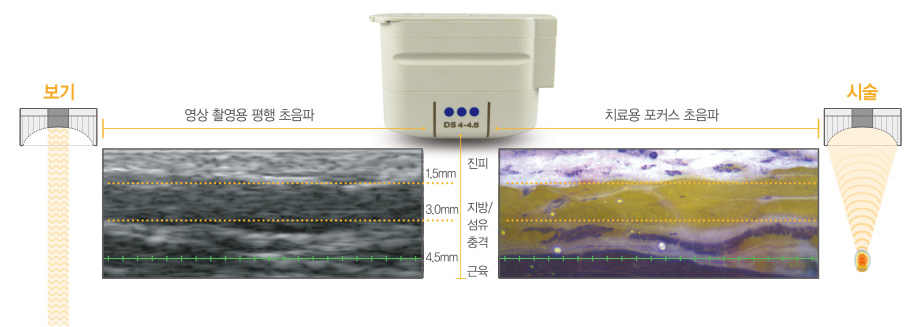 보기
영상 촬영용 평행 초음파
DS 4-4.5
치료용 포커스 초음파
시술
1.5mm
3.0mm
4.5mm
진피
지방/
섬유
충격
근육